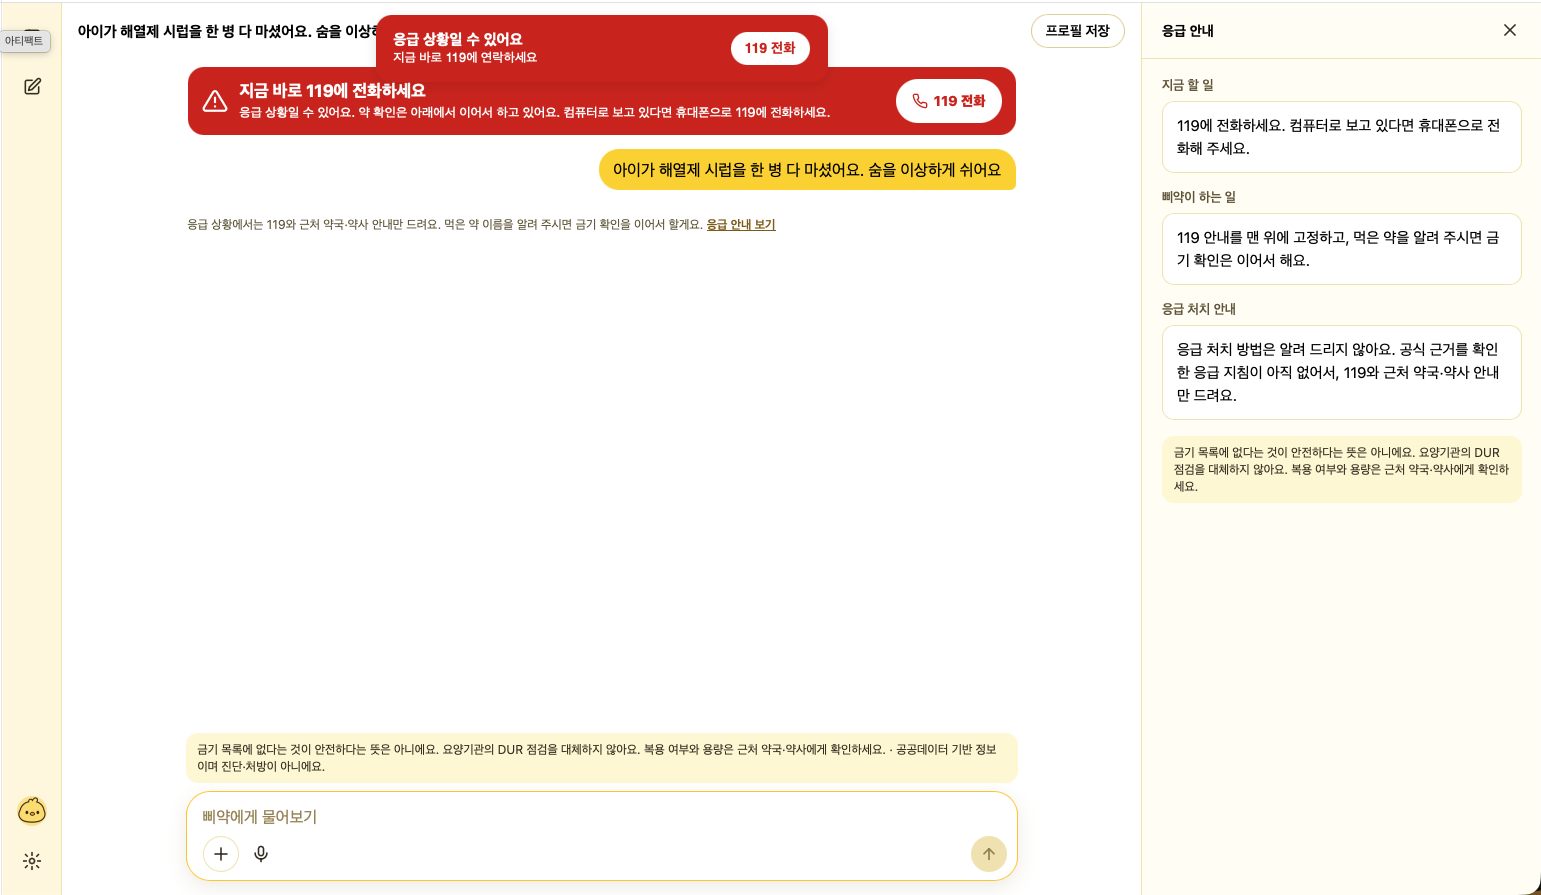 아티팩트
아이가 해열제 시럽을 한 병 다 마셨어요. 숨을 이상하
응급 상황일 수 있어요
지금 바로 119에 연락하세요
119 전화
프로필 저장
지금 바로 119에 전화하세요
응급 상황일 수 있어요. 약 확인은 아래에서 이어서 하고 있어요. 컴퓨터로 보고 있다면 휴대폰으로 119에 전화하세요.
119 전화
아이가 해열제 시럽을 한 병 다 마셨어요. 숨을 이상하게 쉬어요
응급 상황에서는 119와 근처 약국·약사 안내만 드려요. 먹은 약 이름을 알려 주시면 금기 확인을 이어서 할게요. 응급 안내 보기
금기 목록에 없다는 것이 안전하다는 뜻은 아니에요. 요양기관의 DUR 점검을 대체하지 않아요. 복용 여부와 용량은 근처 약국·약사에게 확인하세요. · 공공데이터 기반 정보
이며 진단·처방이 아니에요.
삐약에게 물어보기
응급 안내
지금 할 일
119에 전화하세요. 컴퓨터로 보고 있다면 휴대폰으로 전
화해 주세요.
삐약이 하는 일
119 안내를 맨 위에 고정하고, 먹은 약을 알려 주시면 금
기 확인은 이어서 해요.
응급 처치 안내
응급 처치 방법은 알려 드리지 않아요. 공식 근거를 확인
한 응급 지침이 아직 없어서, 119와 근처 약국·약사 안내
만 드려요.
금기 목록에 없다는 것이 안전하다는 뜻은 아니에요. 요양기관의 DUR
점검을 대체하지 않아요. 복용 여부와 용량은 근처 약국·약사에게 확인하
세요.